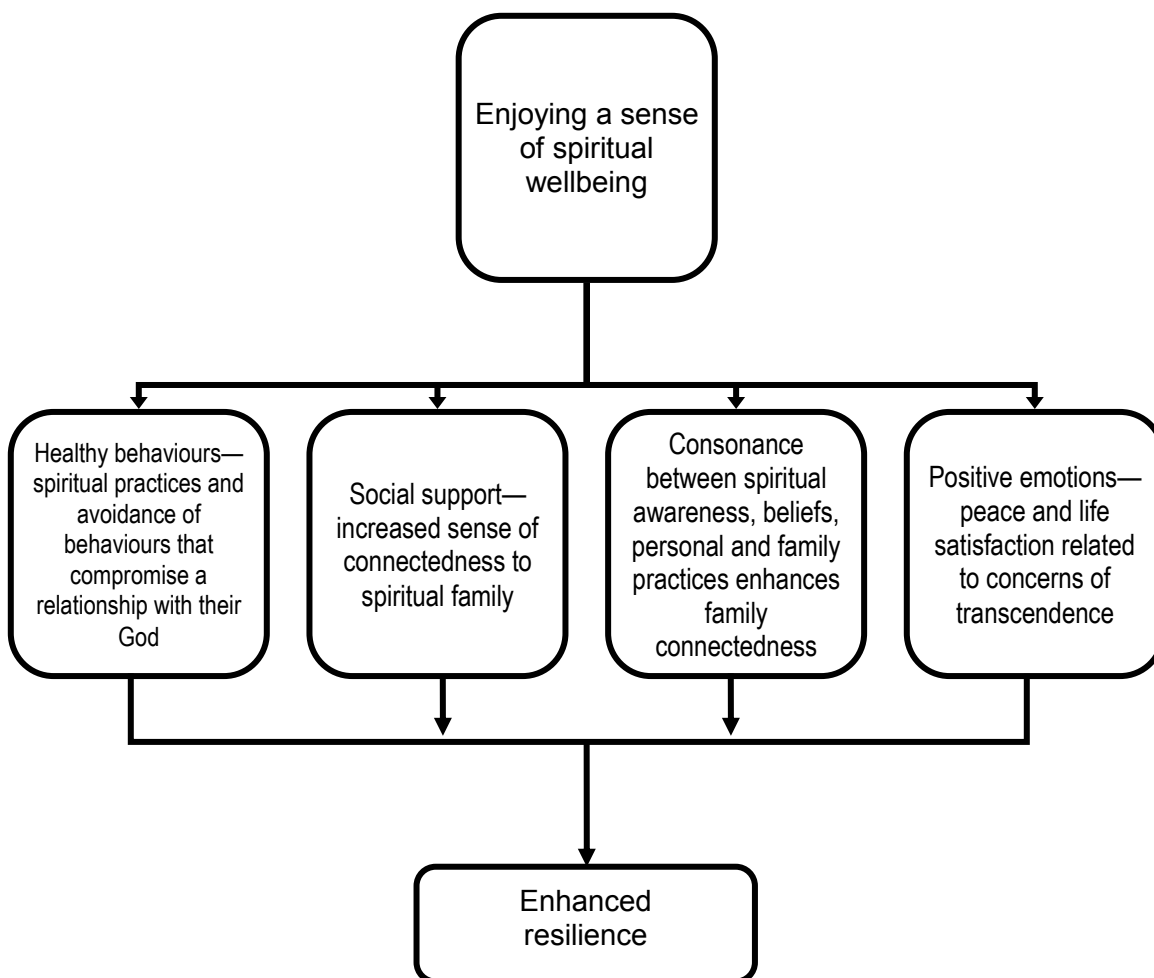 Enjoying a sense
of spiritual
wellbeing
Healthy behaviours—
spiritual practices and
avoidance of
behaviours that
compromise a
relationship with their
God
Social support—
increased sense of
connectedness to
spiritual family
Consonance
between spiritual
awareness, beliefs,
personal and family
practices enhances
family
connectedness
Positive emotions—
peace and life
satisfaction related
to concerns of
transcendence
Enhanced
resilience